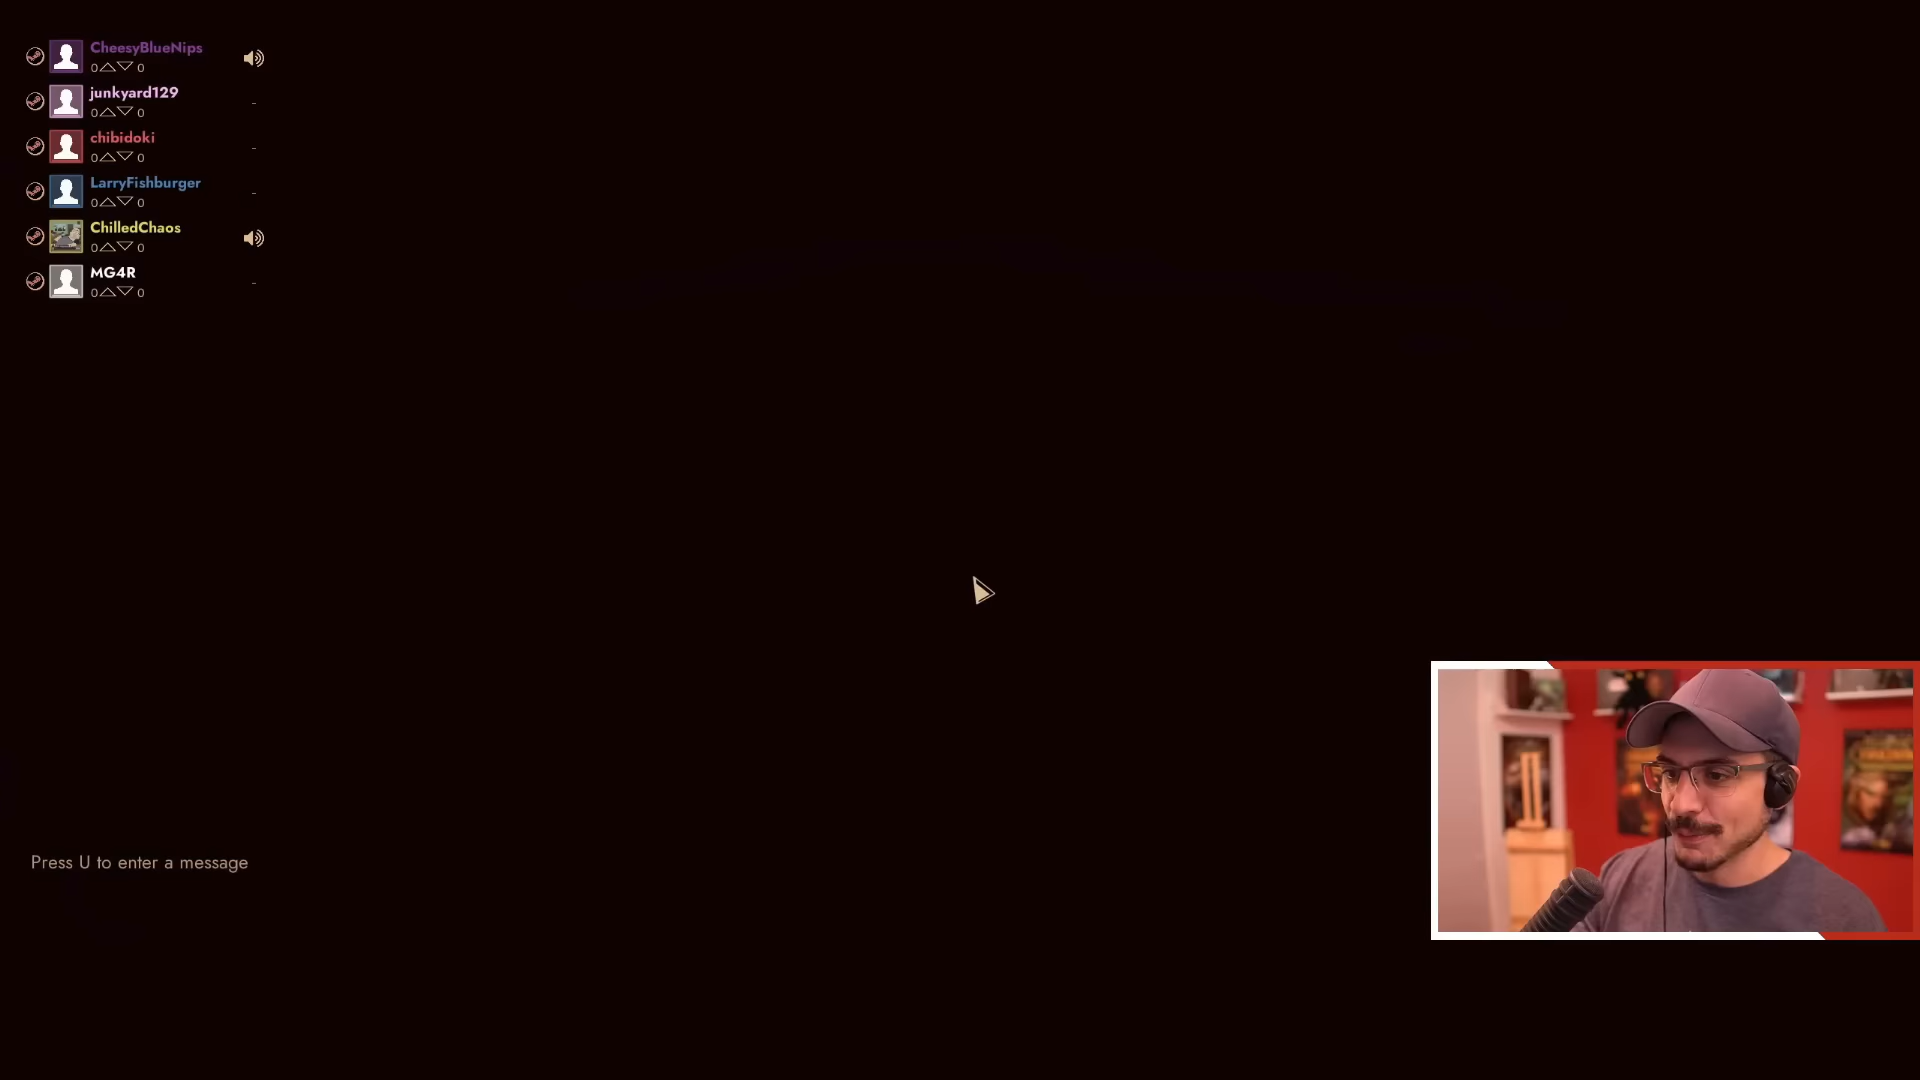 CheesyBlueNips
0 0
junkyard129
0 0
-
chibidoki
0 0
-
LarryFishburger
0 0
-
ChilledChaos
0 0
MG4R
0 0
-
Press U to enter a message